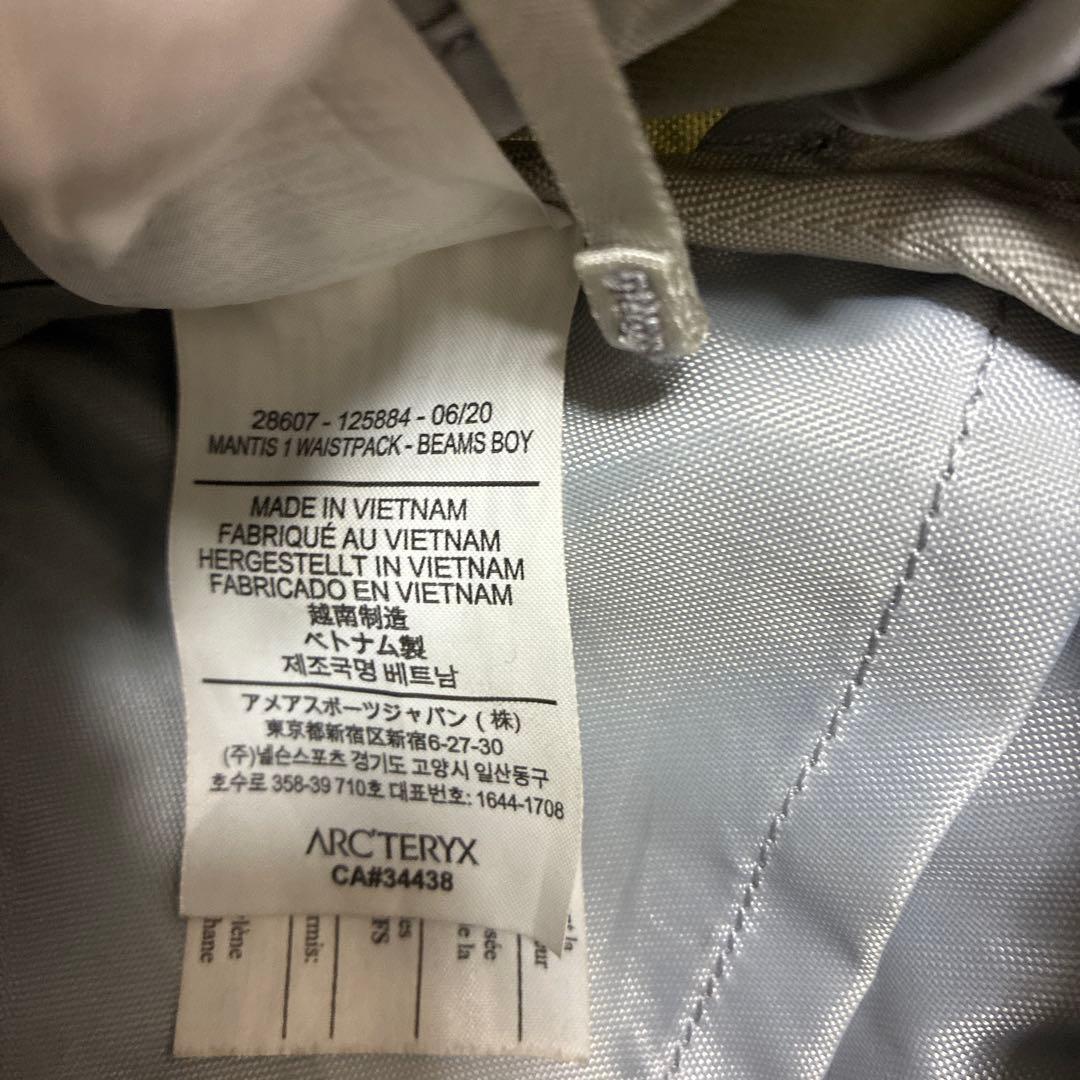 28607 - 125884 - 06/20
MANTIS 1 WAISTPACK - BEAMS BOY
MADE IN VIETNAM
FABRIQUÉ AU VIETNAM
HERGESTELLT IN VIETNAM
FABRICADO EN VIETNAM
越南制造
ベトナム製
제조국명 베트남
アメアスポーツジャパン ( 株)
東京都新宿区新宿6-27-30
(주)넬슨스포츠 경기도 고양시 일산동구
호수로 358-39 710호 대표번호: 1644-1708
ARC'TERYX
CA#34438